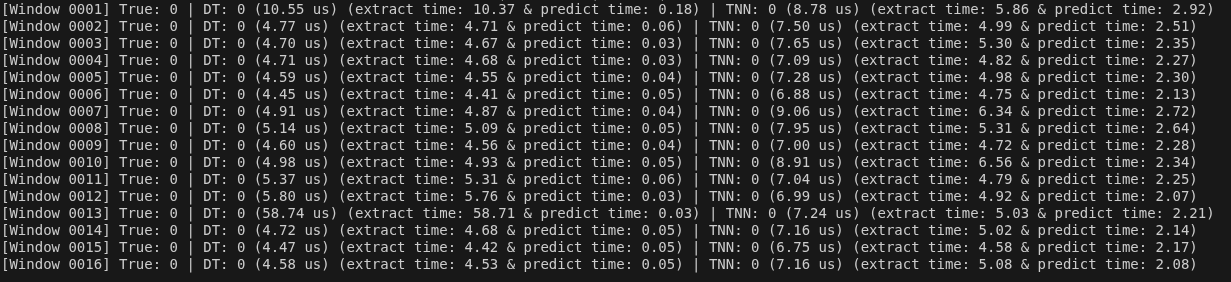 [Window 0001] True: 0 | DT: 0 (10.55 us) (extract time: 10.37 & predict time: 0.18) | TNN: 0 (8.78 us) (extract time: 5.86 & predict time: 2.92)
[Window 0002] True: 0 | DT: 0 (4.77 us) (extract time: 4.71 & predict time: 0.06) | TNN: 0 (7.50 us) (extract time: 4.99 & predict time: 2.51)
[Window 0003] True: 0 | DT: 0 (4.70 us) (extract time: 4.67 & predict time: 0.03) | TNN: 0 (7.65 us) (extract time: 5.30 & predict time: 2.35)
[Window 0004] True: 0 | DT: 0 (4.71 us) (extract time: 4.68 & predict time: 0.03) | TNN: 0 (7.09 us) (extract time: 4.82 & predict time: 2.27)
[Window 0005] True: 0 | DT: 0 (4.59 us) (extract time: 4.55 & predict time: 0.04) | TNN: 0 (7.28 us) (extract time: 4.98 & predict time: 2.30)
[Window 0006] True: 0 | DT: 0 (4.45 us) (extract time: 4.41 & predict time: 0.05) | TNN: 0 (6.88 us) (extract time: 4.75 & predict time: 2.13)
[Window 0007] True: 0 | DT: 0 (4.91 us) (extract time: 4.87 & predict time: 0.04) | TNN: 0 (9.06 us) (extract time: 6.34 & predict time: 2.72)
[Window 0008] True: 0 | DT: 0 (5.14 us) (extract time: 5.09 & predict time: 0.05) | TNN: 0 (7.95 us) (extract time: 5.31 & predict time: 2.64)
[Window 0009] True: 0 | DT: 0 (4.60 us) (extract time: 4.56 & predict time: 0.04) | TNN: 0 (7.00 us) (extract time: 4.72 & predict time: 2.28)
[Window 0010] True: 0 | DT: 0 (4.98 us) (extract time: 4.93 & predict time: 0.05) | TNN: 0 (8.91 us) (extract time: 6.56 & predict time: 2.34)
[Window 0011] True: 0 | DT: 0 (5.37 us) (extract time: 5.31 & predict time: 0.06) | TNN: 0 (7.04 us) (extract time: 4.79 & predict time: 2.25)
[Window 0012] True: 0 | DT: 0 (5.80 us) (extract time: 5.76 & predict time: 0.03) | TNN: 0 (6.99 us) (extract time: 4.92 & predict time: 2.07)
[Window 0013] True: 0 | DT: 0 (58.74 us) (extract time: 58.71 & predict time: 0.03) | TNN: 0 (7.24 us) (extract time: 5.03 & predict time: 2.21)
[Window 0014] True: 0 | DT: 0 (4.72 us) (extract time: 4.68 & predict time: 0.05) | TNN: 0 (7.16 us) (extract time: 5.02 & predict time: 2.14)
[Window 0015] True: 0 | DT: 0 (4.47 us) (extract time: 4.42 & predict time: 0.05) | TNN: 0 (6.75 us) (extract time: 4.58 & predict time: 2.17)
[Window 0016] True: 0 | DT: 0 (4.58 us) (extract time: 4.53 & predict time: 0.05) | TNN: 0 (7.16 us) (extract time: 5.08 & predict time: 2.08)